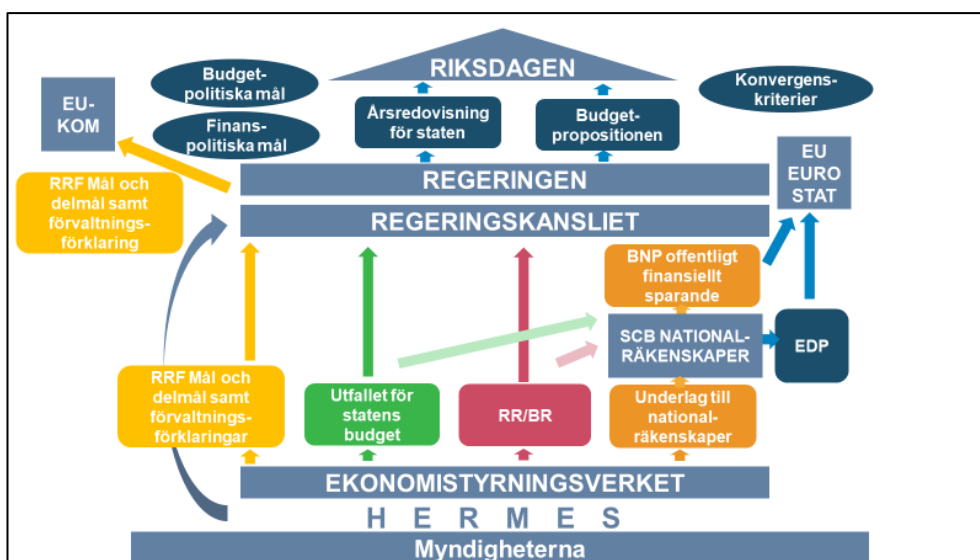 RIKSDAGEN
Budget-
politiska mål
Finans-
politiska mål
Konvergens-
kriterier
EU-
KOM
Årsredovisning
för staten
Budget-
propositionen
EU
EURO
STAT
REGERINGEN
REGERINGSKANSLIET
RRF Mål och
delmål samt
förvaltnings-
förklaring
BNP offentligt
finansiellt
sparande
SCB NATIONAL-
RÄKENSKAPER
EDP
RRF Mål och
delmål samt
förvaltnings-
förklaringar
Utfallet för
statens
budget
RR/BR
Underlag till
national-
räkenskaper
EKONOMISTYRNINGSVERKET
H E R M E S
Myndigheterna